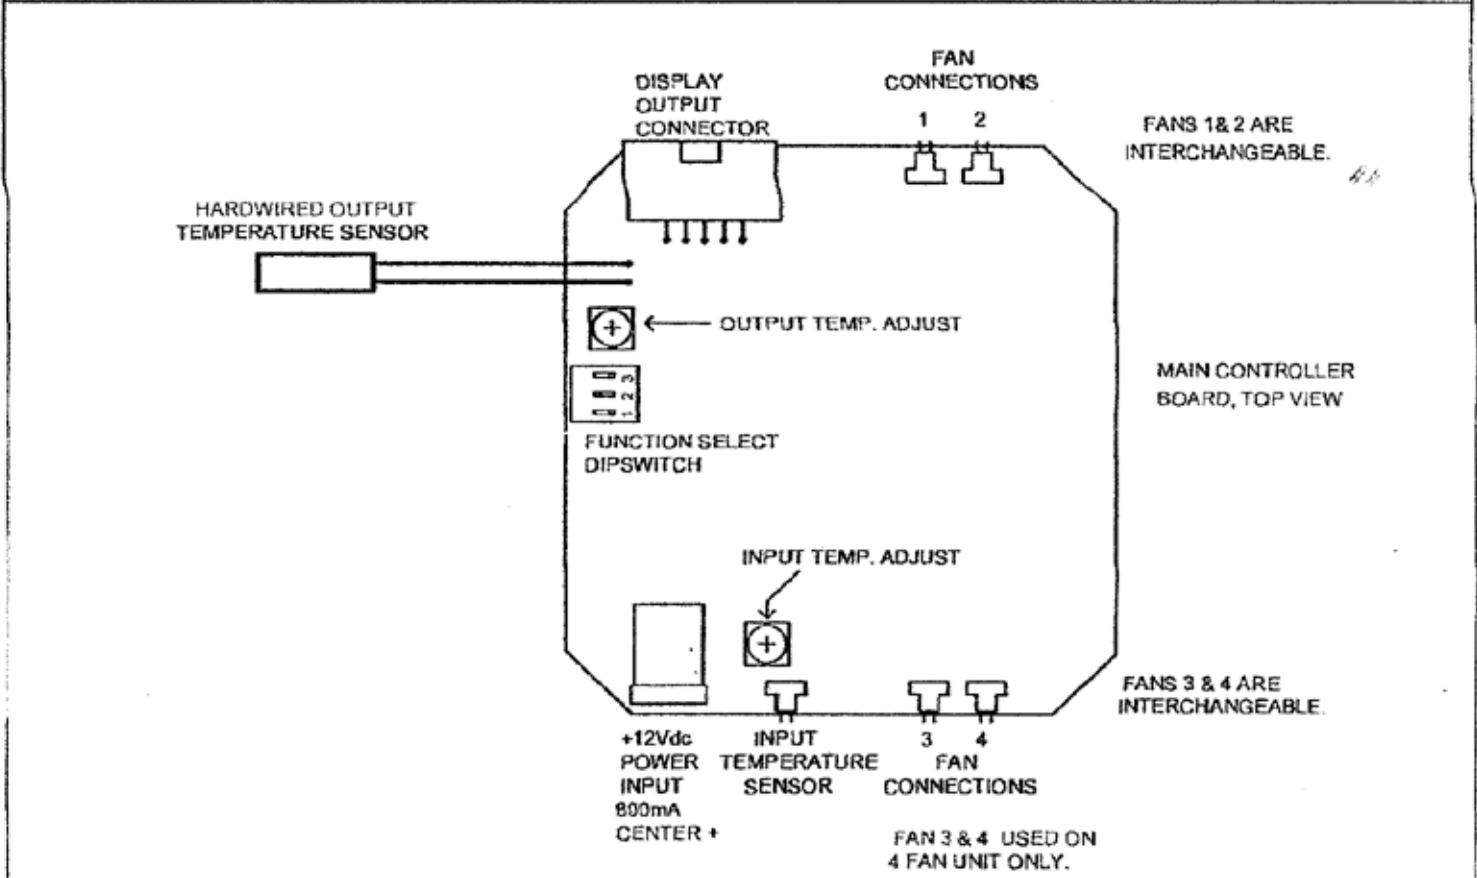 DISPLAY
OUTPUT
CONNECTOR
FAN
CONNECTIONS
1 2
FANS 1& 2 ARE
INTERCHANGEABLE.
HARDWIRED OUTPUT
TEMPERATURE SENSOR
OUTPUT TEMP. ADJUST
3
2
1
FUNCTION SELECT
DIPSWITCH
MAIN CONTROLLER
BOARD, TOP VIEW
INPUT TEMP. ADJUST
FANS 3 & 4 ARE
INTERCHANGEABLE.
+12Vdc
POWER
INPUT
800mA
CENTER +
INPUT
TEMPERATURE
SENSOR
3 4
FAN
CONNECTIONS
FAN 3 & 4 USED ON
4 FAN UNIT ONLY.